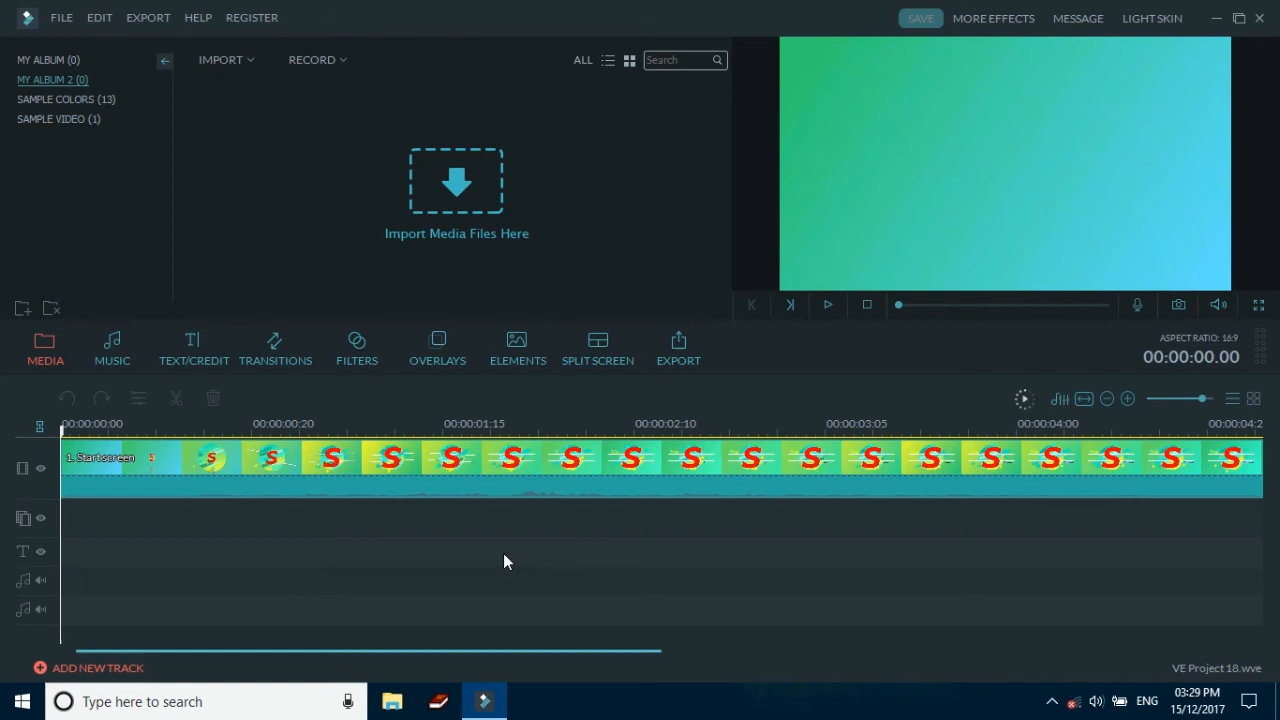 FILE EDIT EXPORT HELP REGISTER SAVE MORE EFFECTS MESSAGE LIGHT SKIN
MY ALBUM (0)
MY ALBUM 2 (0)
SAMPLE COLORS (13)
SAMPLE VIDEO (1)
IMPORT RECORD ALL Search
Import Media Files Here
MEDIA MUSIC TEXT/CREDIT TRANSITIONS FILTERS OVERLAYS ELEMENTS SPLIT SCREEN EXPORT
ASPECT RATIO: 16:9
00:00:00.00
00:00:00:00 00:00:00:20 00:00:01:15 00:00:02:10 00:00:03:05 00:00:04:00 00:00:04:2
1. Start screen
S S S S S S S S S S S S S S S S S S
ADD NEW TRACK
VE Project 18.wve
Type here to search
ENG
03:29 PM
15/12/2017